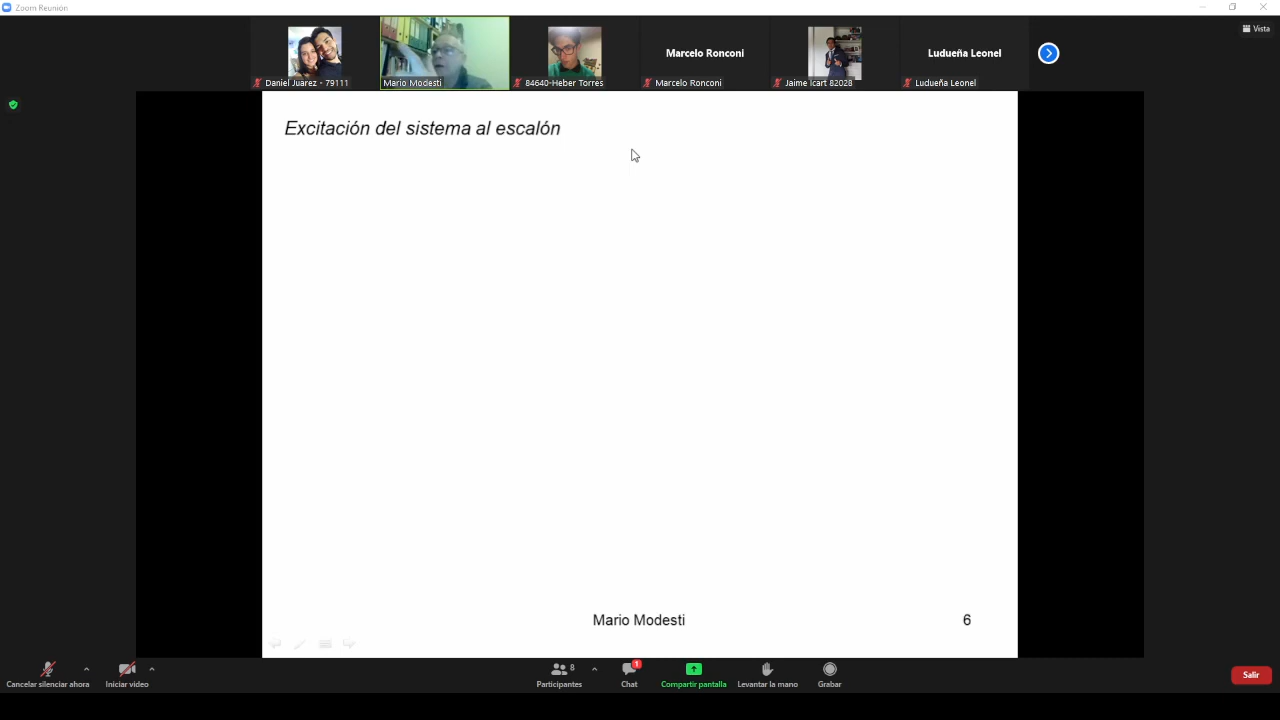 Zoom Reunión
Vista
Marcelo Ronconi
Ludueña Leonel
Daniel Juarez - 79111
Mario Modesti
84640-Heber Torres
Marcelo Ronconi
Jaime Icart 82028
Ludueña Leonel
Excitación del sistema al escalón
Mario Modesti
6
8
1
Cancelar silenciar ahora
Iniciar video
Participantes
Chat
Compartir pantalla
Levantar la mano
Grabar
Salir